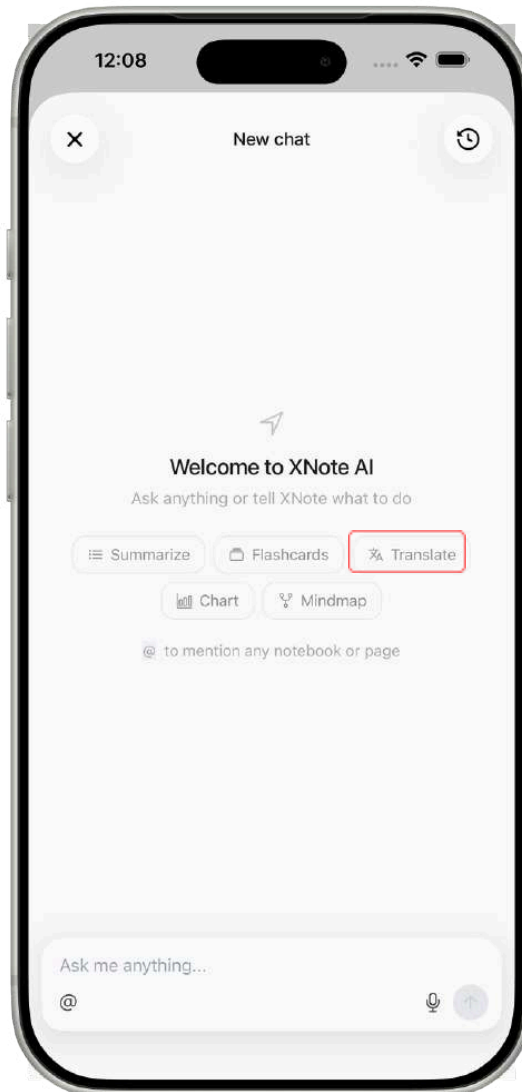 12:08
New chat
Welcome to XNote AI
Ask anything or tell XNote what to do
Summarize Flashcards Translate
Chart Mindmap
@ to mention any notebook or page
Ask me anything...
@